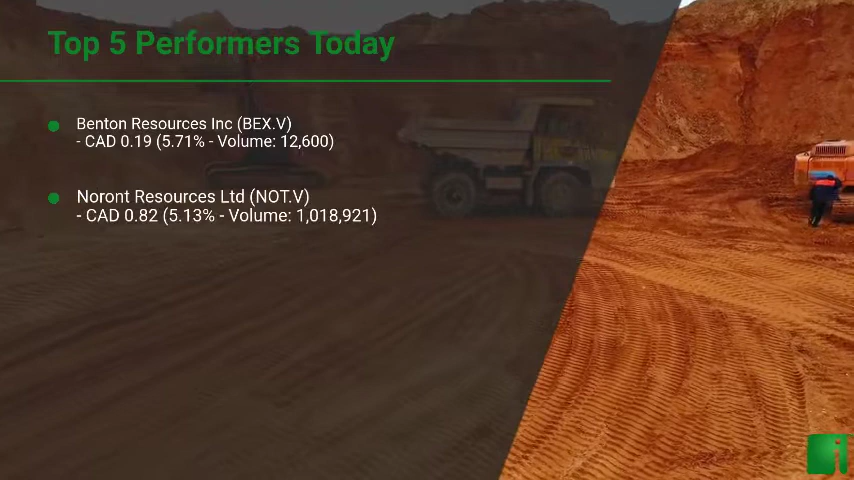 Top 5 Performers Today
Benton Resources Inc (BEX.V)
- CAD 0.19 (5.71% - Volume: 12,600)
Noront Resources Ltd (NOT.V)
- CAD 0.82 (5.13% - Volume: 1,018,921)
i